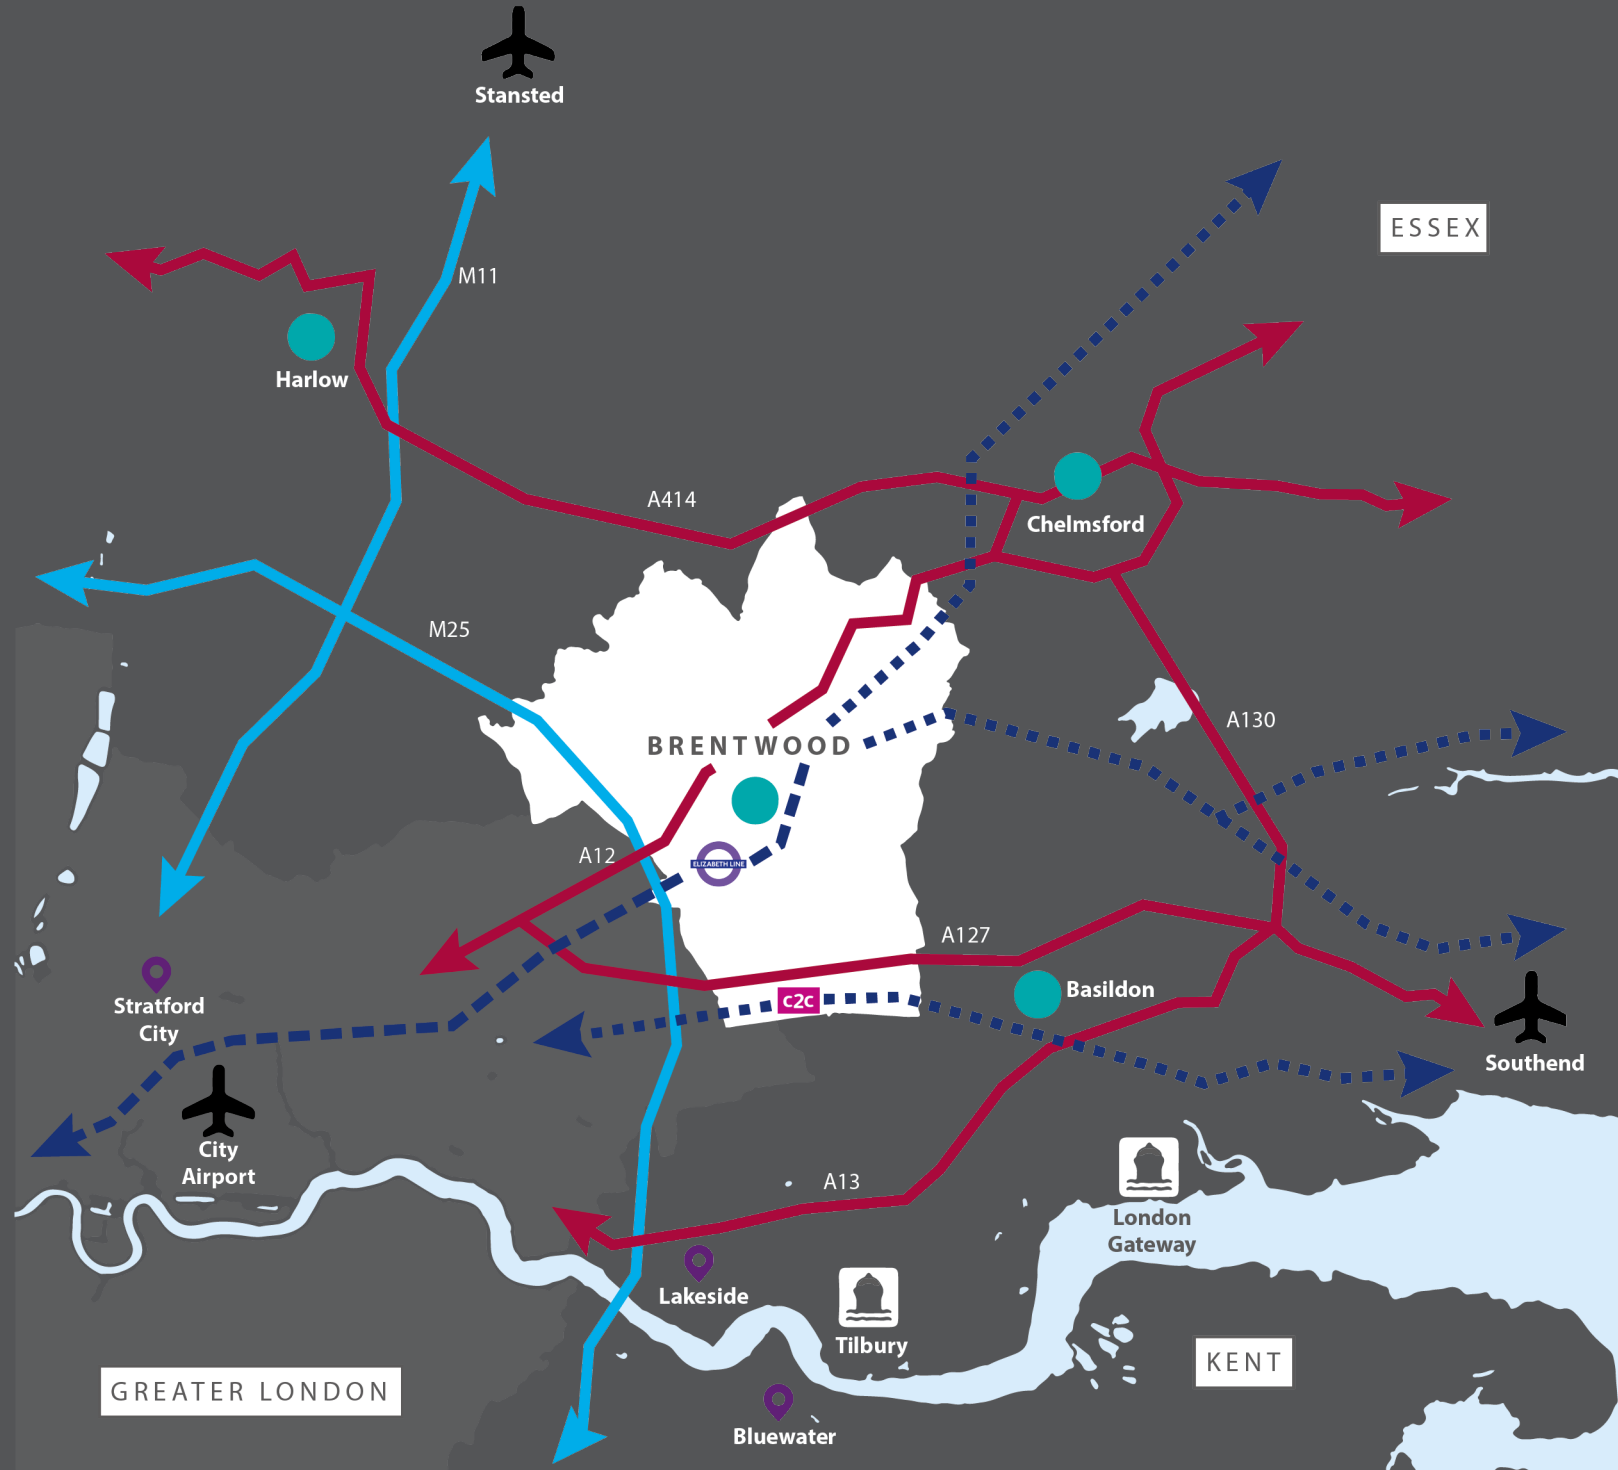 Stansted
ESSEX
M11
Harlow
A414
Chelmsford
M25
A130
BRENTWOOD
A12
ELIZABETH LINE
A127
Stratford
City
c2c
Basildon
Southend
City
Airport
A13
London
Gateway
Lakeside
Tilbury
KENT
GREATER LONDON
Bluewater